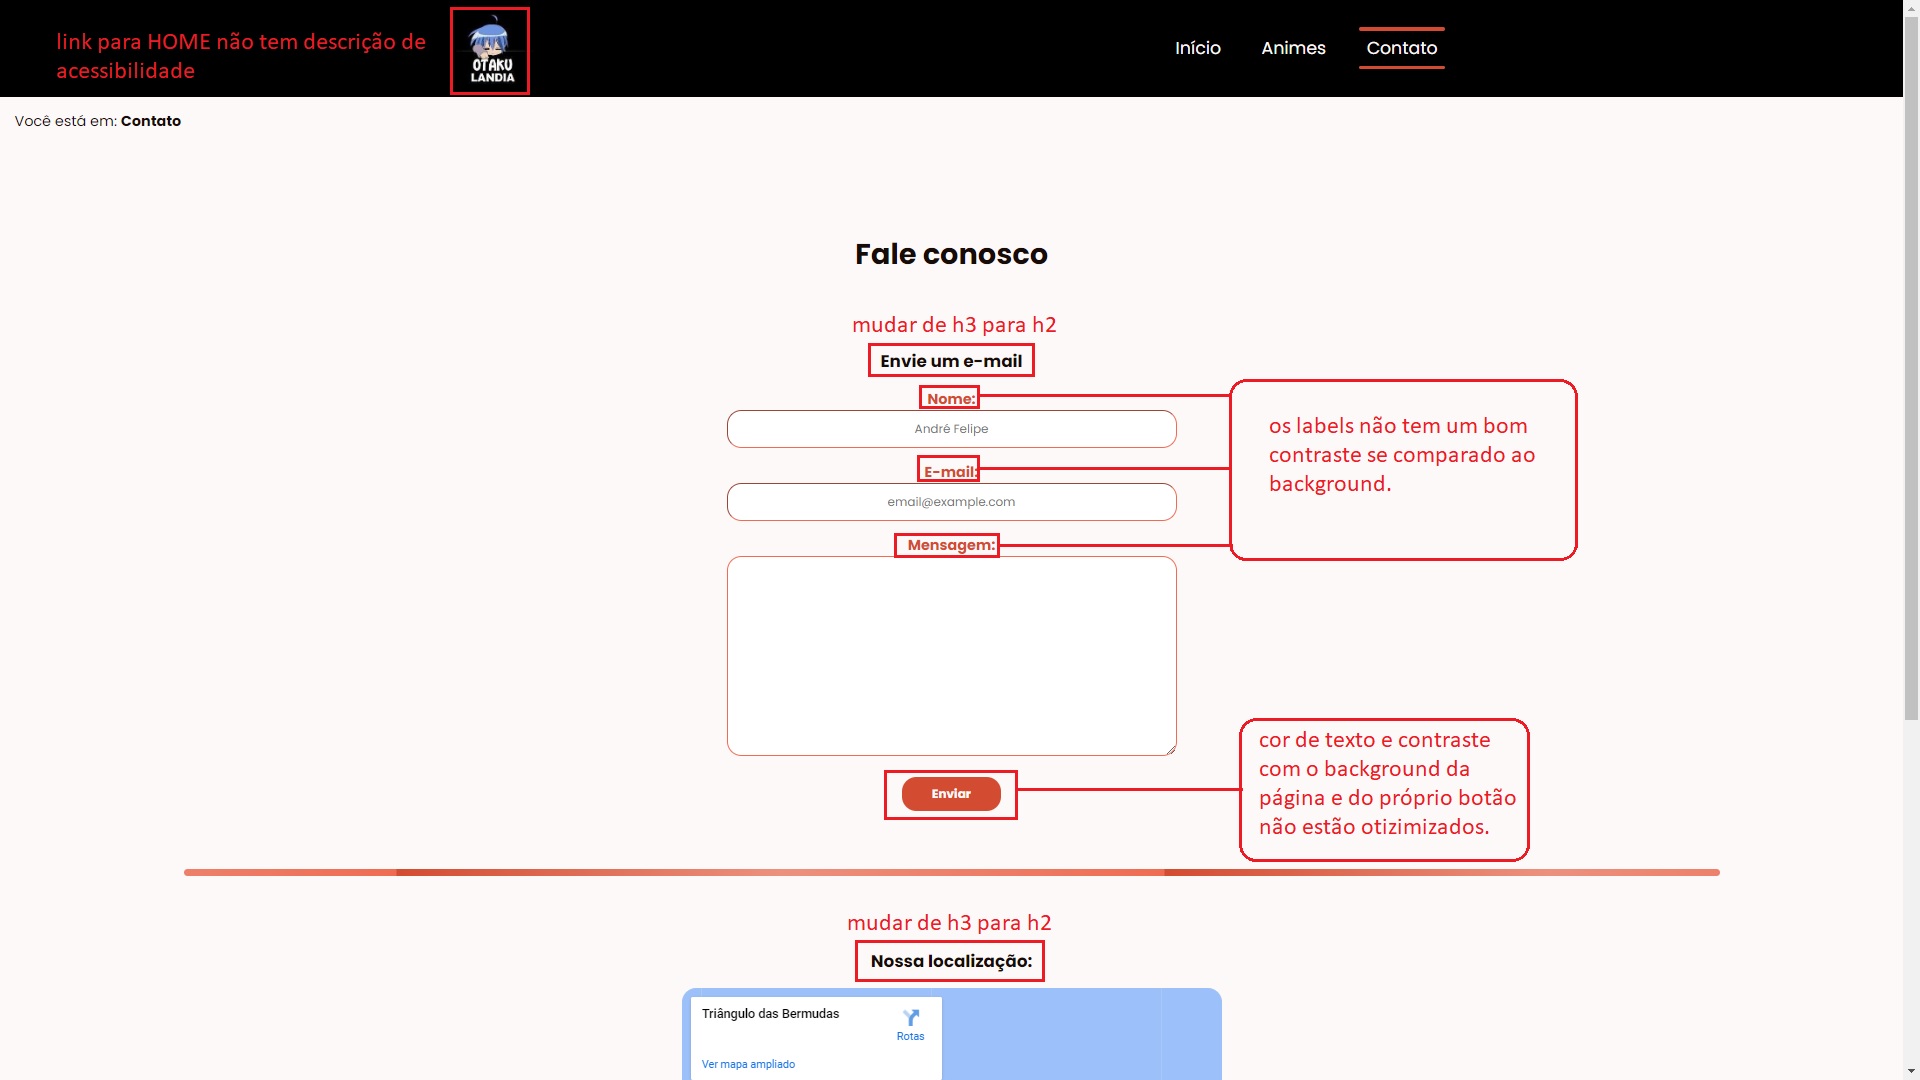 link para HOME não tem descrição de
acessibilidade
OTAKU
LANDIA
Início
Animes
Contato
Você está em: Contato
Fale conosco
mudar de h3 para h2
Envie um e-mail
Nome:
André Felipe
E-mail:
email@example.com
Mensagem:
os labels não tem um bom
contraste se comparado ao
background.
Enviar
cor de texto e contraste
com o background da
página e do próprio botão
não estão otizimizados.
mudar de h3 para h2
Nossa localização:
Triângulo das Bermudas
Rotas
Ver mapa ampliado